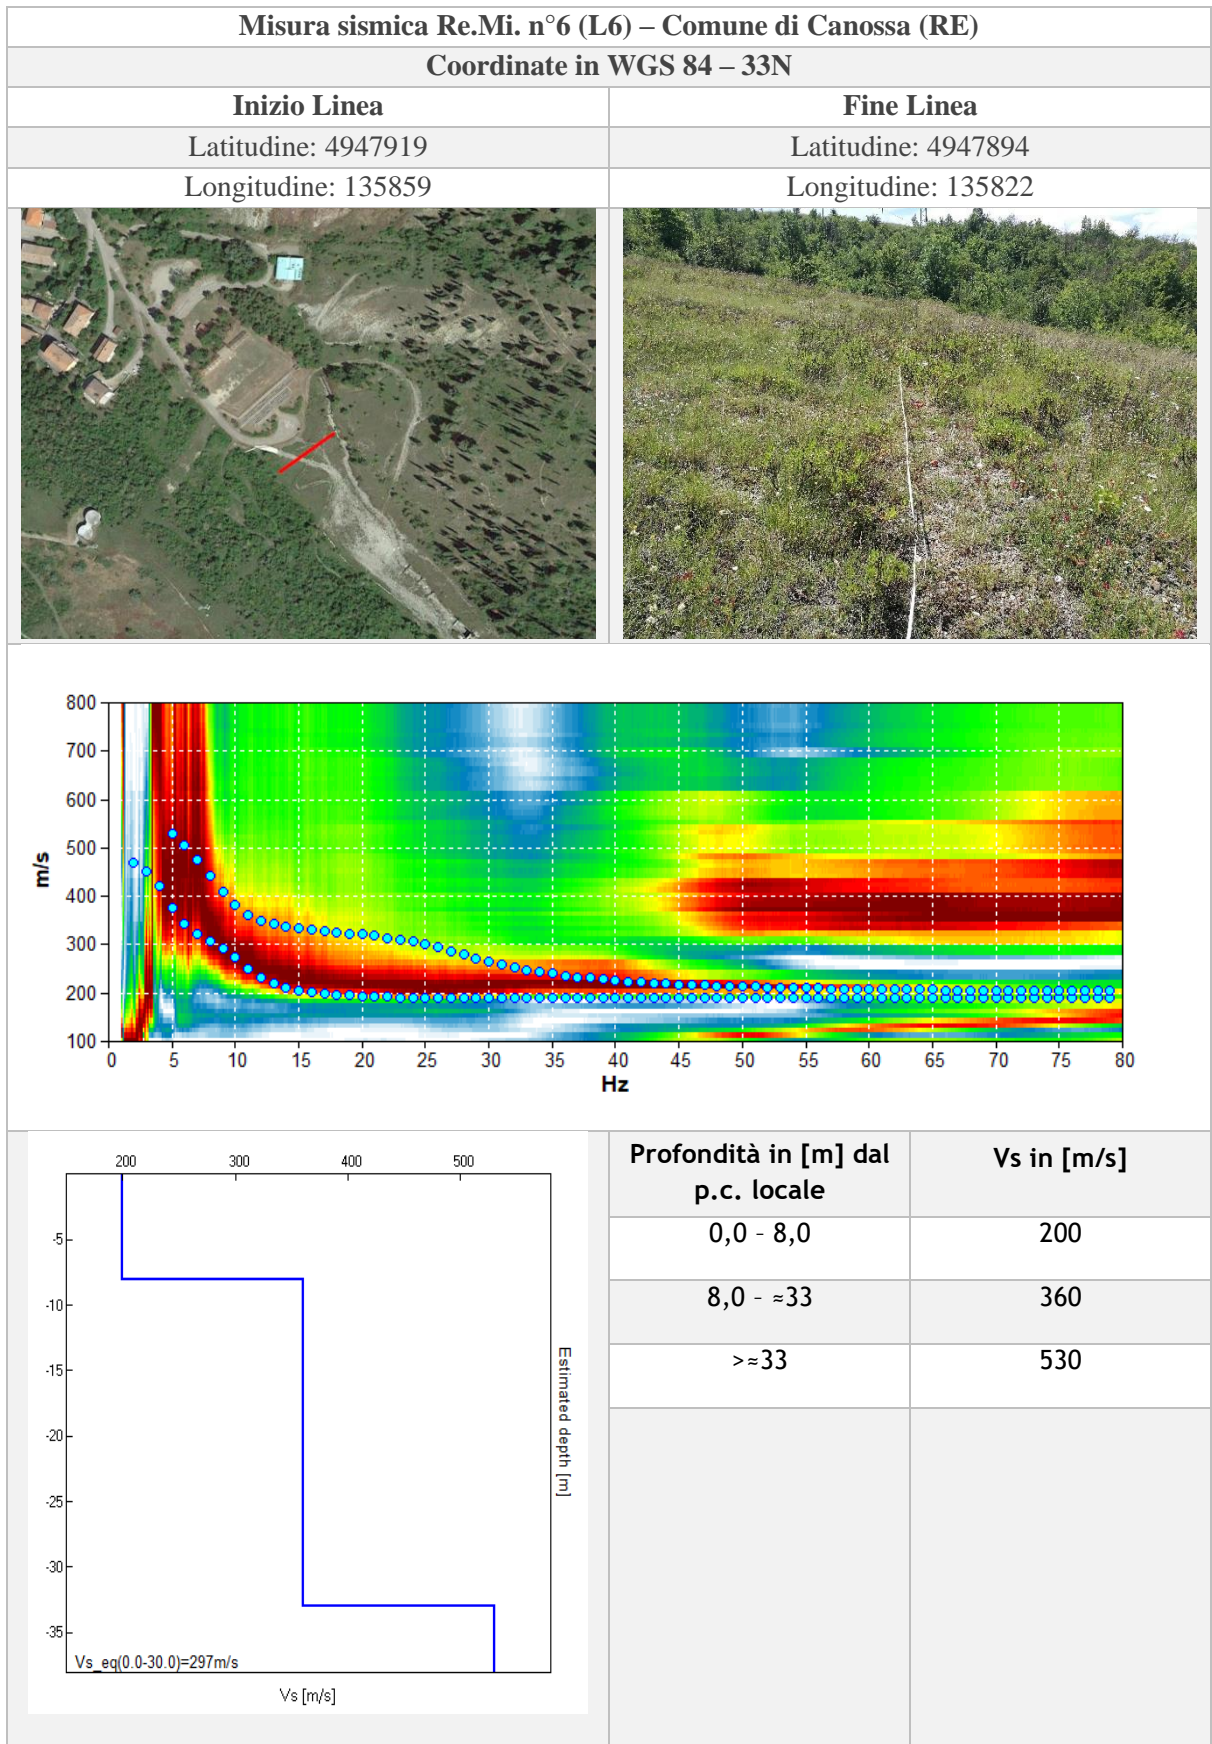 Misura sismica Re.Mi. n°6 (L6) – Comune di Canossa (RE)
Coordinate in WGS 84 – 33N
Inizio Linea
Fine Linea
Latitudine: 4947919
Latitudine: 4947894
Longitudine: 135859
Longitudine: 135822
800
700
600
500
400
300
200
100
m/s
0 5 10 15 20 25 30 35 40 45 50 55 60 65 70 75 80
Hz
200 300 400 500
-5
-10
-15
-20
-25
-30
-35
Estimated depth [m]
Vs_eq(0.0-30.0)=297m/s
Vs [m/s]
Profondità in [m] dal
p.c. locale
Vs in [m/s]
0,0 – 8,0
200
8,0 – ≈33
360
>≈33
530